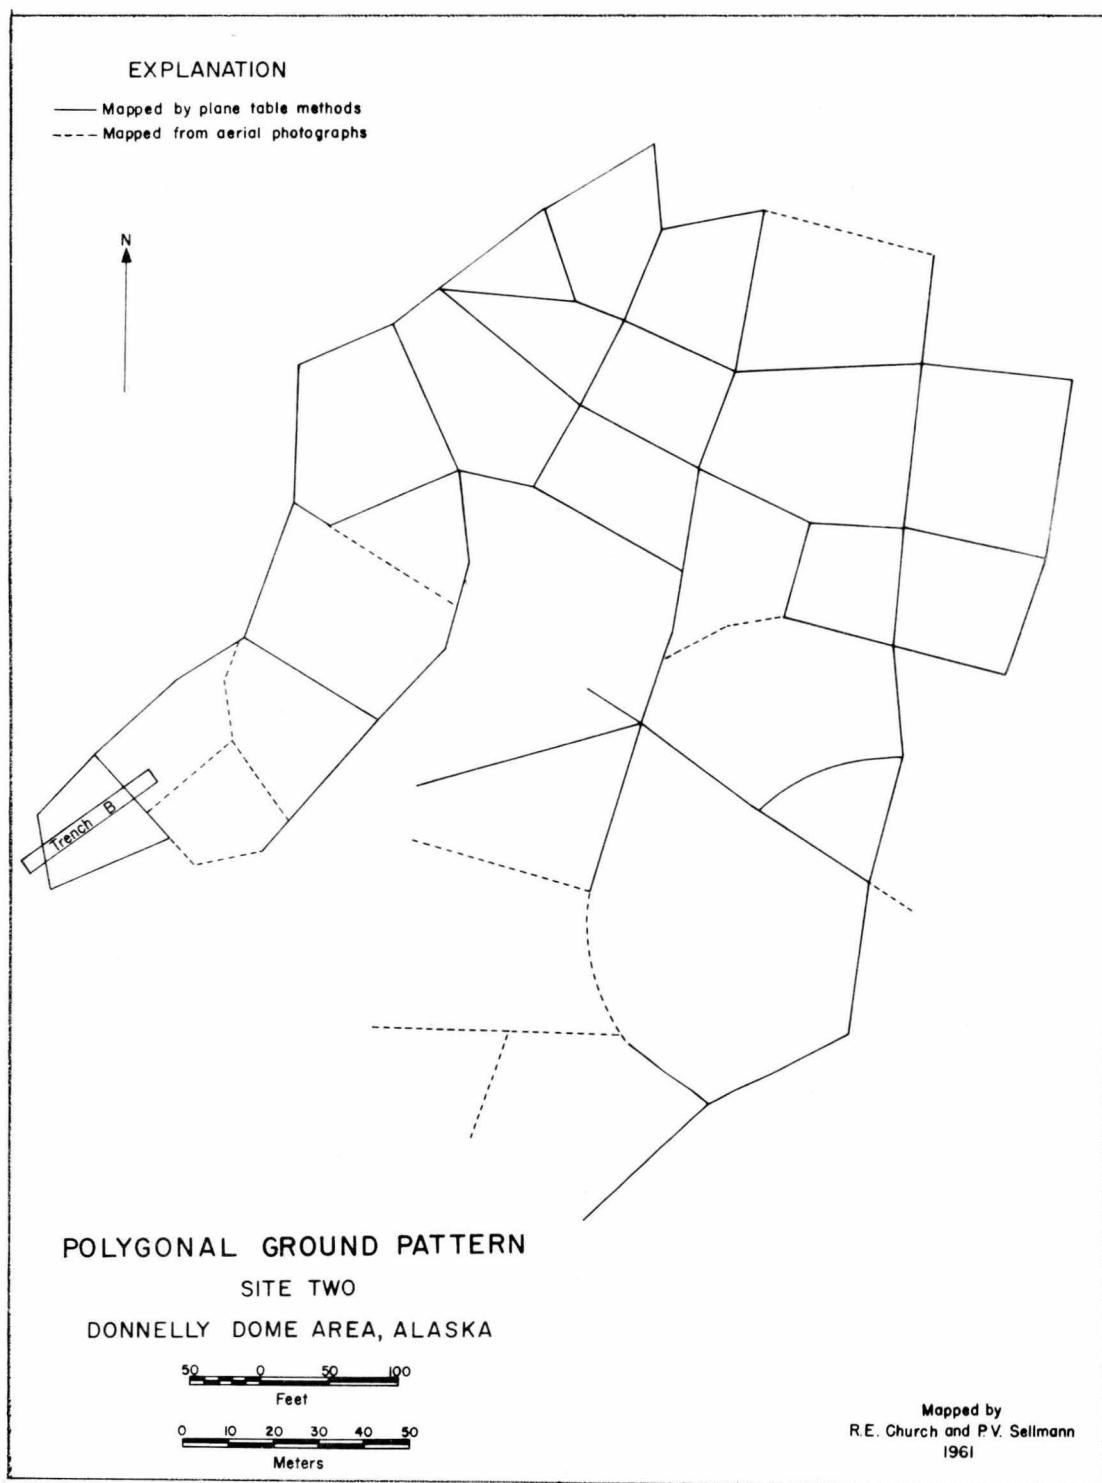 EXPLANATION
Mapped by plane table methods
Mapped from aerial photographs
N
Trench B
POLYGONAL GROUND PATTERN
SITE TWO
DONNELLY DOME AREA, ALASKA
50 0 50 100
Feet
0 10 20 30 40 50
Meters
Mapped by
R.E. Church and P.V. Sellmann
1961